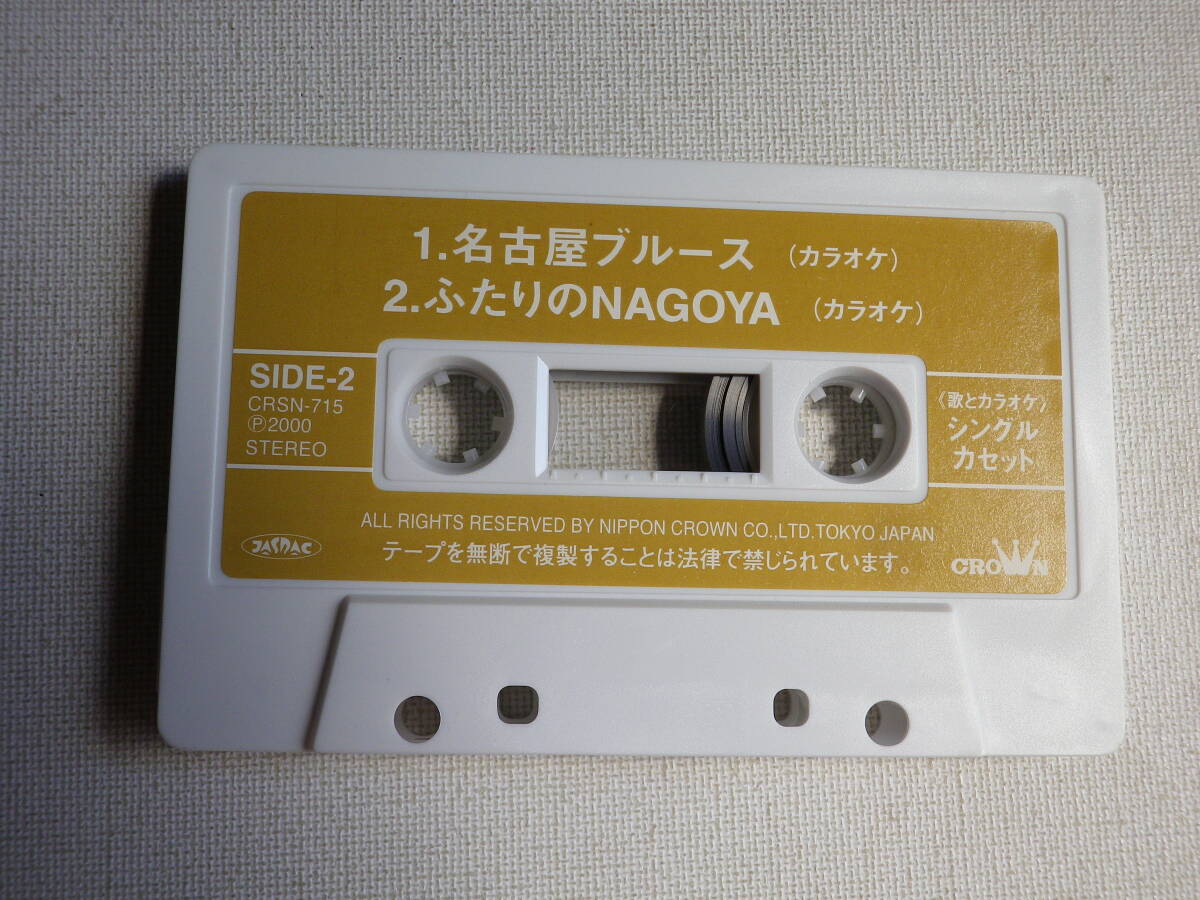 1.名古屋ブルース (カラオケ)
2.ふたりのNAGOYA (カラオケ)
SIDE-2
CRSN-715
Ⓟ2000
STEREO
〈歌とカラオケ〉
シングル
カセット
ALL RIGHTS RESERVED BY NIPPON CROWN CO.,LTD.TOKYO JAPAN
JASRAC
テープを無断で複製することは法律で禁じられています。
CROWN